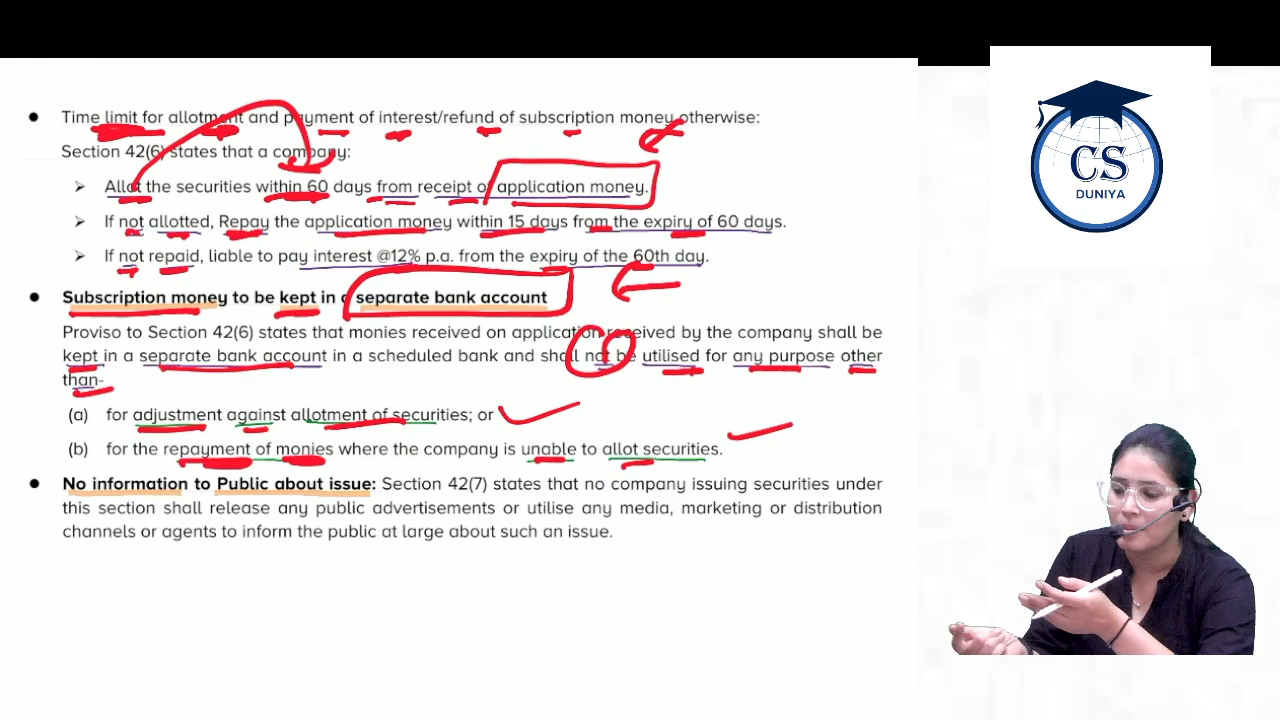 ● Time limit for allotment and payment of interest/refund of subscription money otherwise:
Section 42(6) states that a company:
➢ Allot the securities within 60 days from receipt of application money.
➢ If not allotted, Repay the application money within 15 days from the expiry of 60 days.
➢ If not repaid, liable to pay interest @12% p.a. from the expiry of the 60th day.
● Subscription money to be kept in a separate bank account
Proviso to Section 42(6) states that monies received on application received by the company shall be
kept in a separate bank account in a scheduled bank and shall not be utilised for any purpose other
than-
(a) for adjustment against allotment of securities; or
(b) for the repayment of monies where the company is unable to allot securities.
● No information to Public about issue: Section 42(7) states that no company issuing securities under
this section shall release any public advertisements or utilise any media, marketing or distribution
channels or agents to inform the public at large about such an issue.
CS
DUNIYA